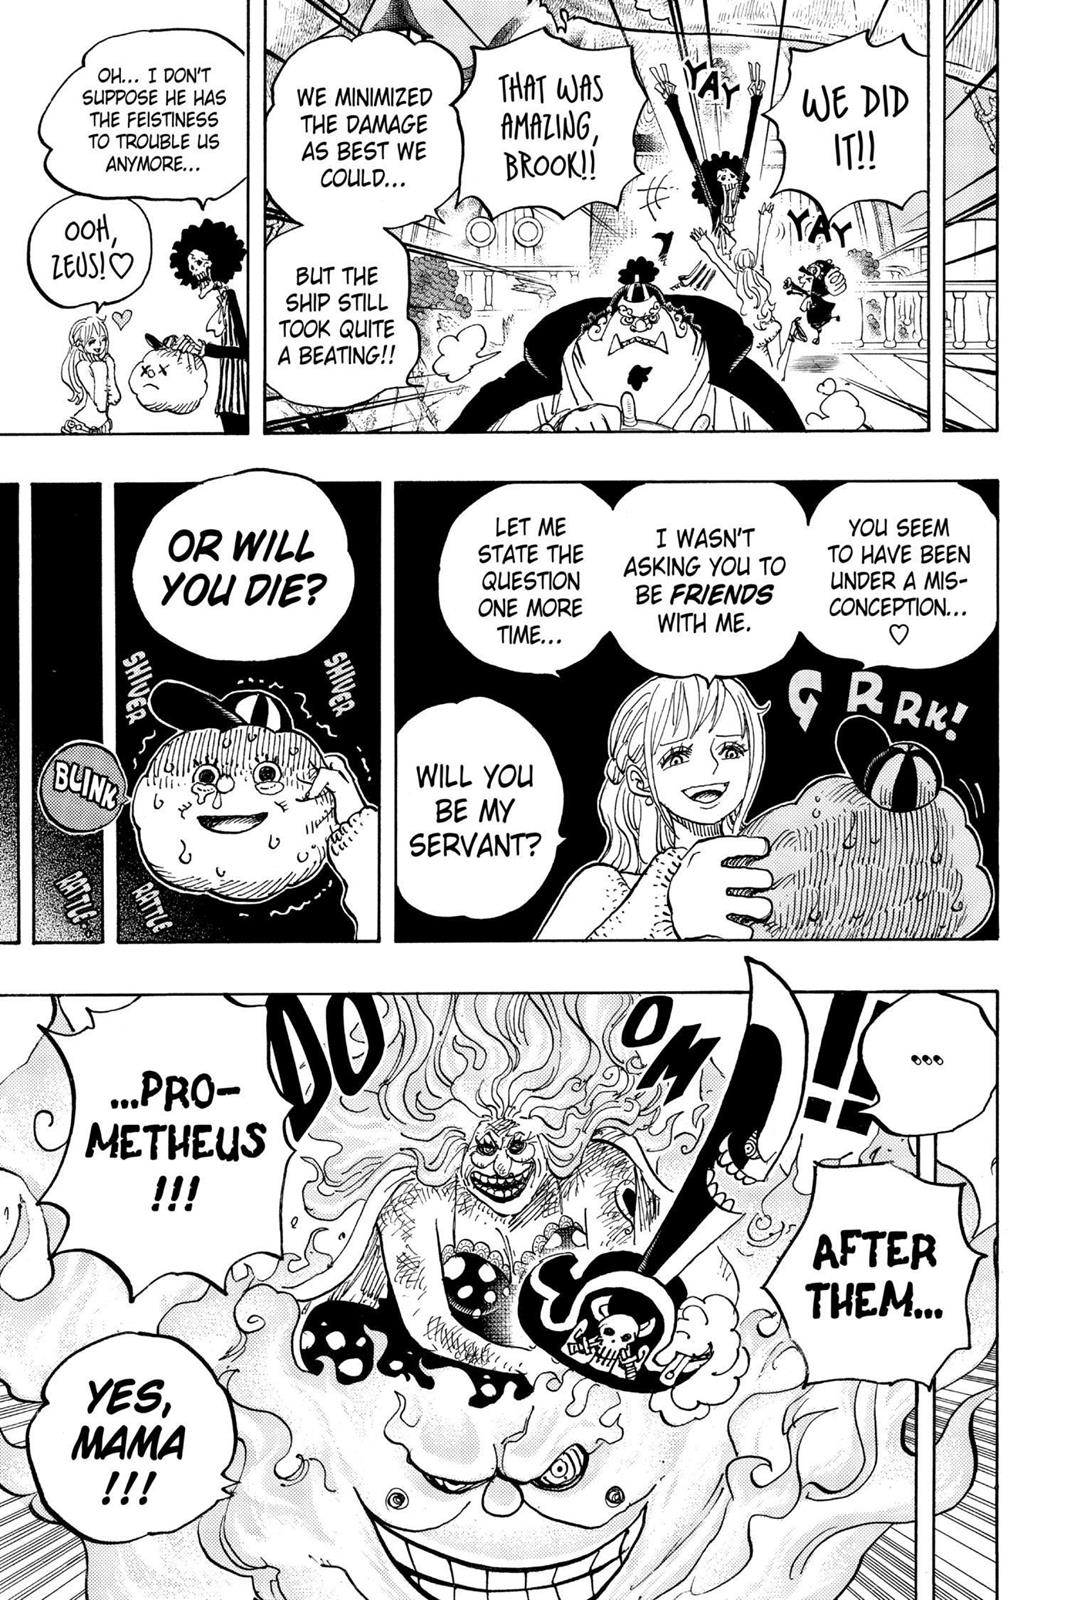 WE DID
IT!!
YAY
YAY
THAT WAS
AMAZING,
BROOK!!
WE MINIMIZED
THE DAMAGE
AS BEST WE
COULD...
BUT THE
SHIP STILL
TOOK QUITE
A BEATING!!
OH... I DON'T
SUPPOSE HE HAS
THE FEISTINESS
TO TROUBLE US
ANYMORE...
OOH,
ZEUS!♡
YOU SEEM
TO HAVE BEEN
UNDER A MIS-
CONCEPTION...
♡
I WASN'T
ASKING YOU TO
BE FRIENDS
WITH ME.
LET ME
STATE THE
QUESTION
ONE MORE
TIME...
GRRRK!
WILL YOU
BE MY
SERVANT?
OR WILL
YOU DIE?
SHIVER
SHIVER
BLINK
RATTLE
RATTLE
...
AFTER
THEM...
!!
DOOM
...PRO-
METHEUS
!!!
YES,
MAMA
!!!